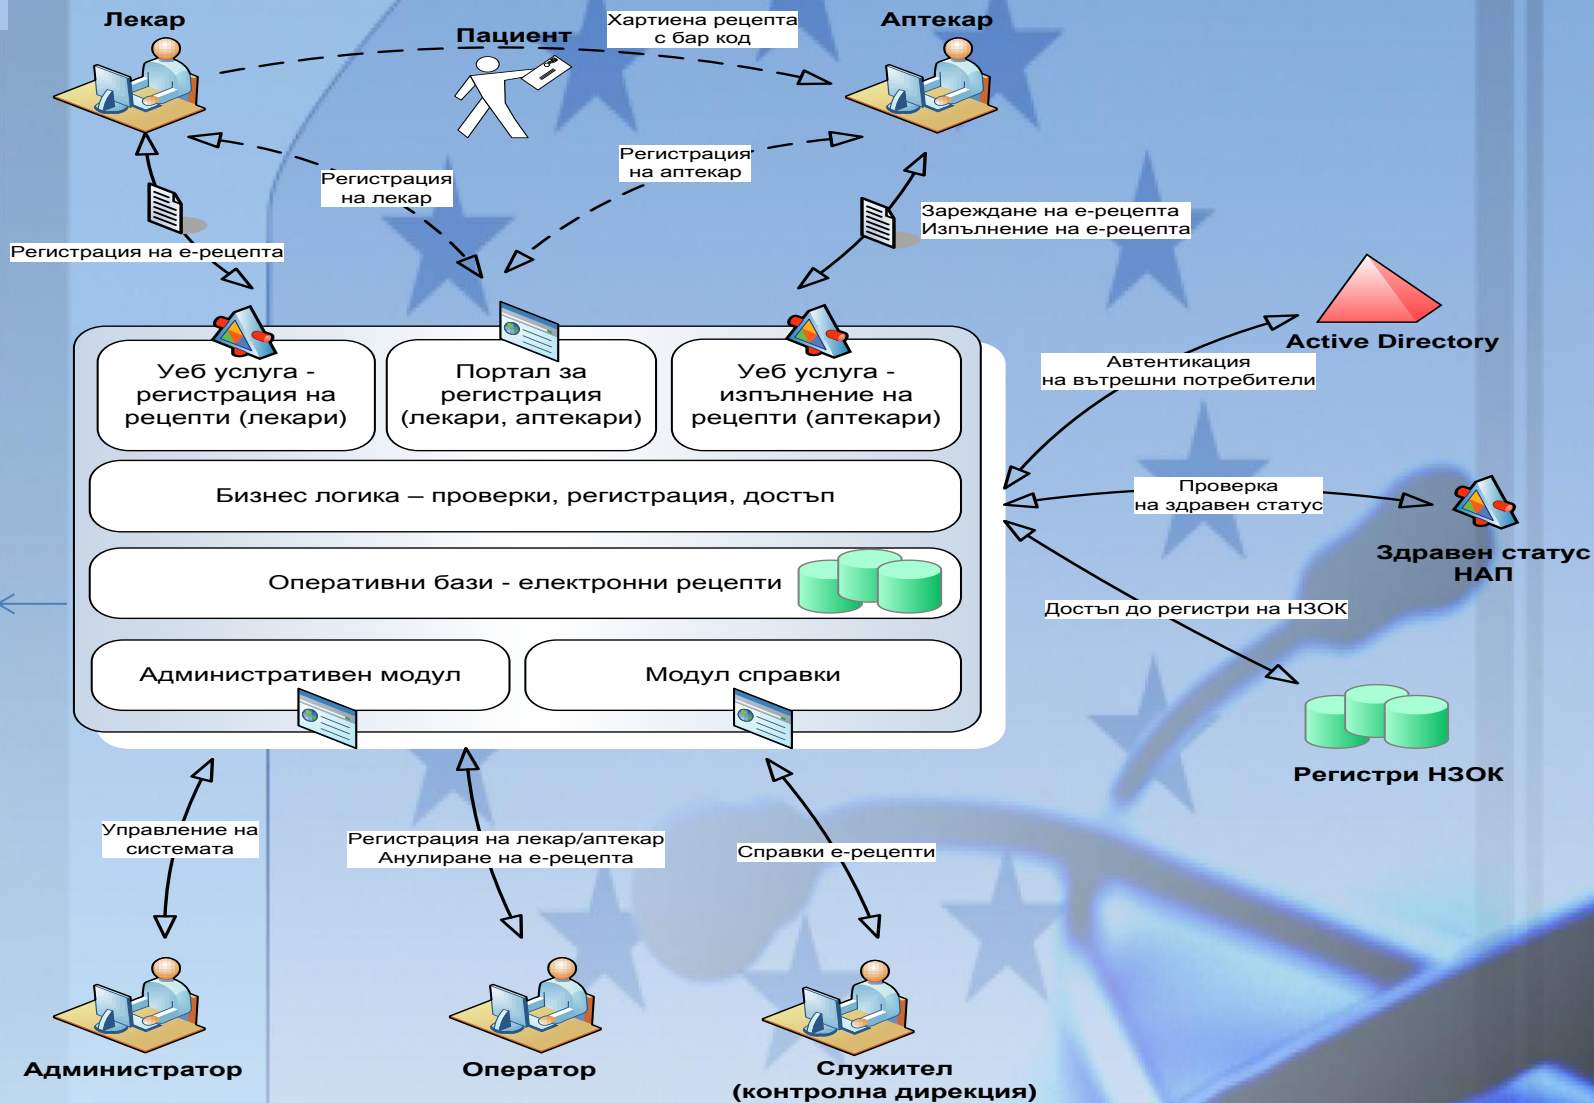 Лекар
Пациент
Хартиена рецепта
с бар код
Аптекар
Регистрация
на лекар
Регистрация
на аптекар
Регистрация на е-рецепта
Зареждане на е-рецепта
Изпълнение на е-рецепта
Active Directory
Автентикация
на вътрешни потребители
Уеб услуга -
регистрация на
рецепти (лекари)
Портал за
регистрация
(лекари, аптекари)
Уеб услуга -
изпълнение на
рецепти (аптекари)
Бизнес логика – проверки, регистрация, достъп
Проверка
на здравен статус
Здравен статус
НАП
Оперативни бази - електронни рецепти
Достъп до регистри на НЗОК
Административен модул
Модул справки
Регистри НЗОК
Управление на
системата
Регистрация на лекар/аптекар
Анулиране на е-рецепта
Справки е-рецепти
Администратор
Оператор
Служител
(контролна дирекция)